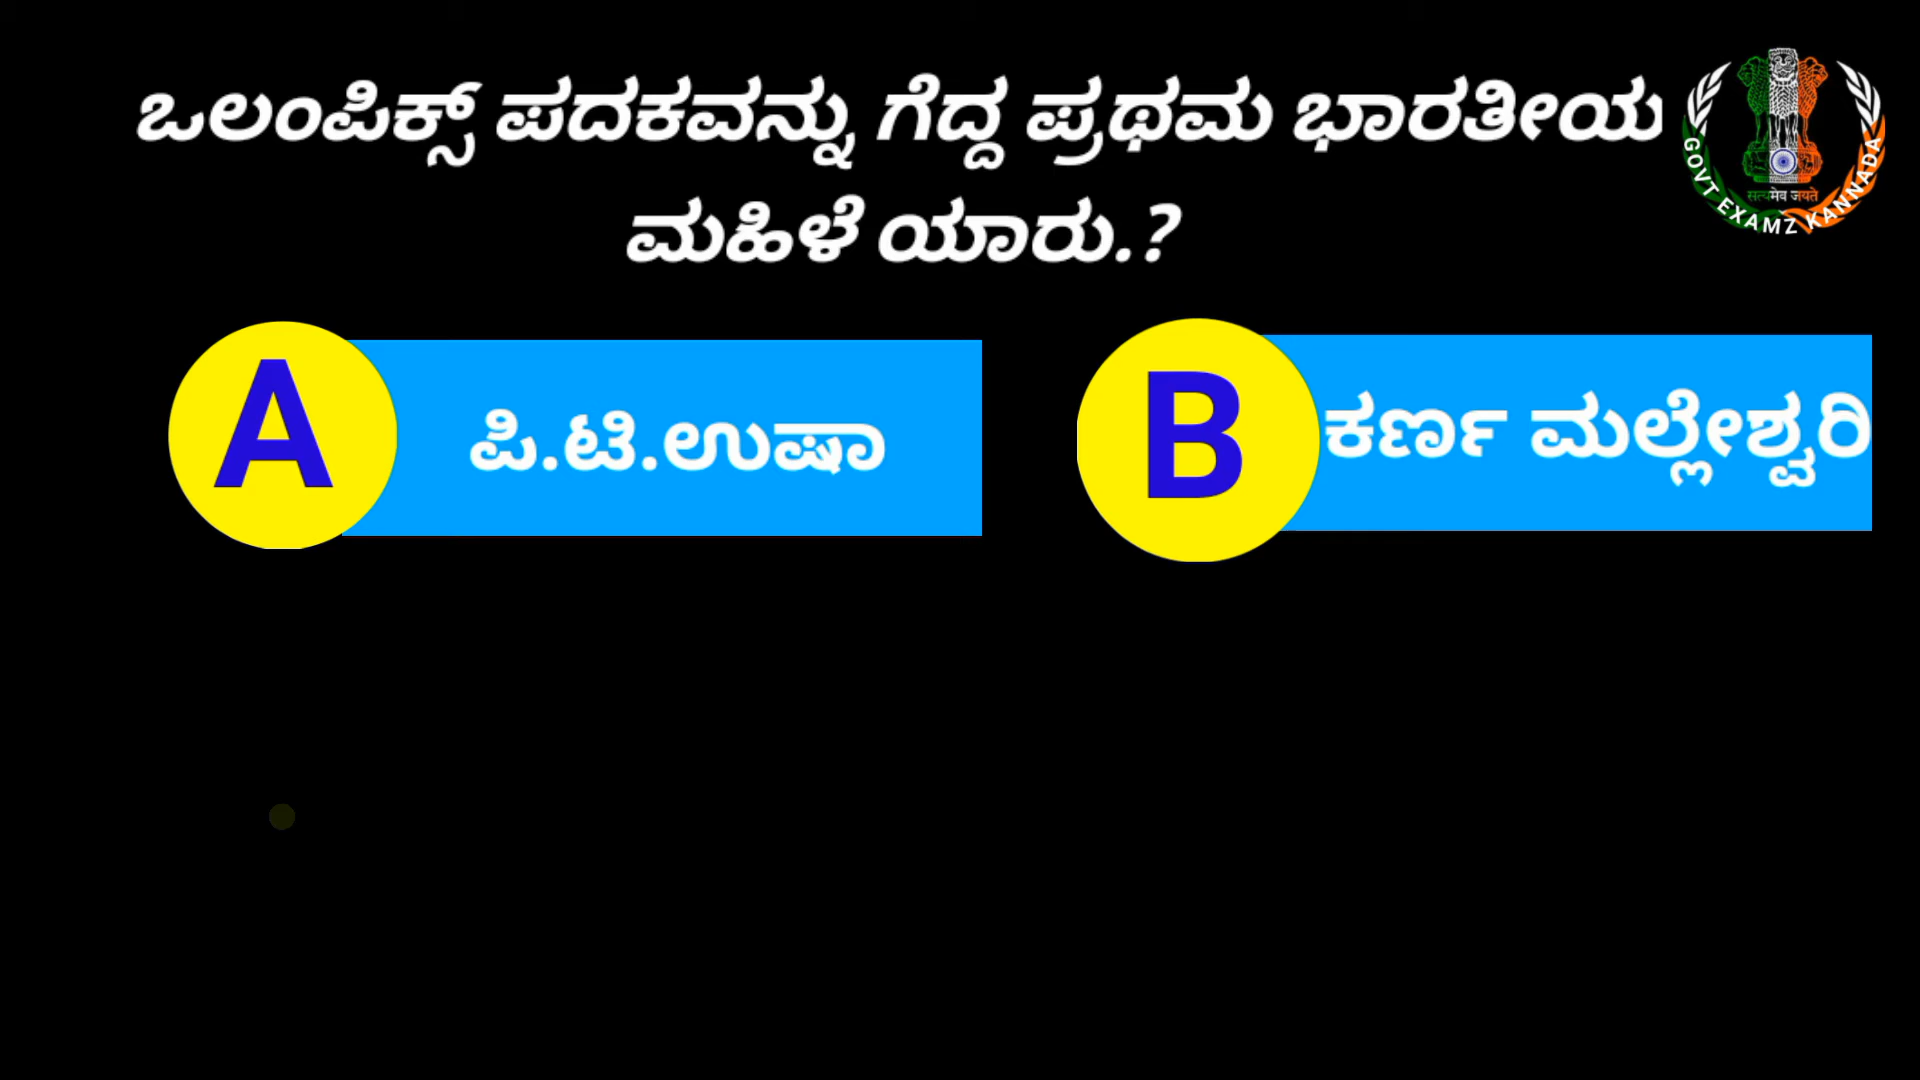 ಒಲಂಪಿಕ್ಸ್ ಪದಕವನ್ನು ಗೆದ್ದ ಪ್ರಥಮ ಭಾರತೀಯ
ಮಹಿಳೆ ಯಾರು.?
सत्यमेव जयते
GOVT EXAMZ KANNADA
A ಪಿ.ಟಿ.ಉಷಾ
B ಕರ್ಣ ಮಲ್ಲೇಶ್ವರಿ